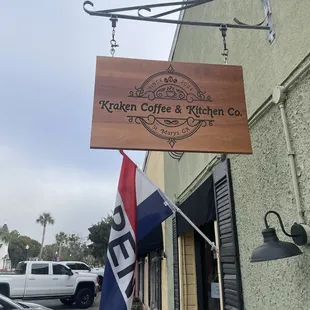 Kraken Coffee & Kitchen Co.
St Marys, GA
OPEN